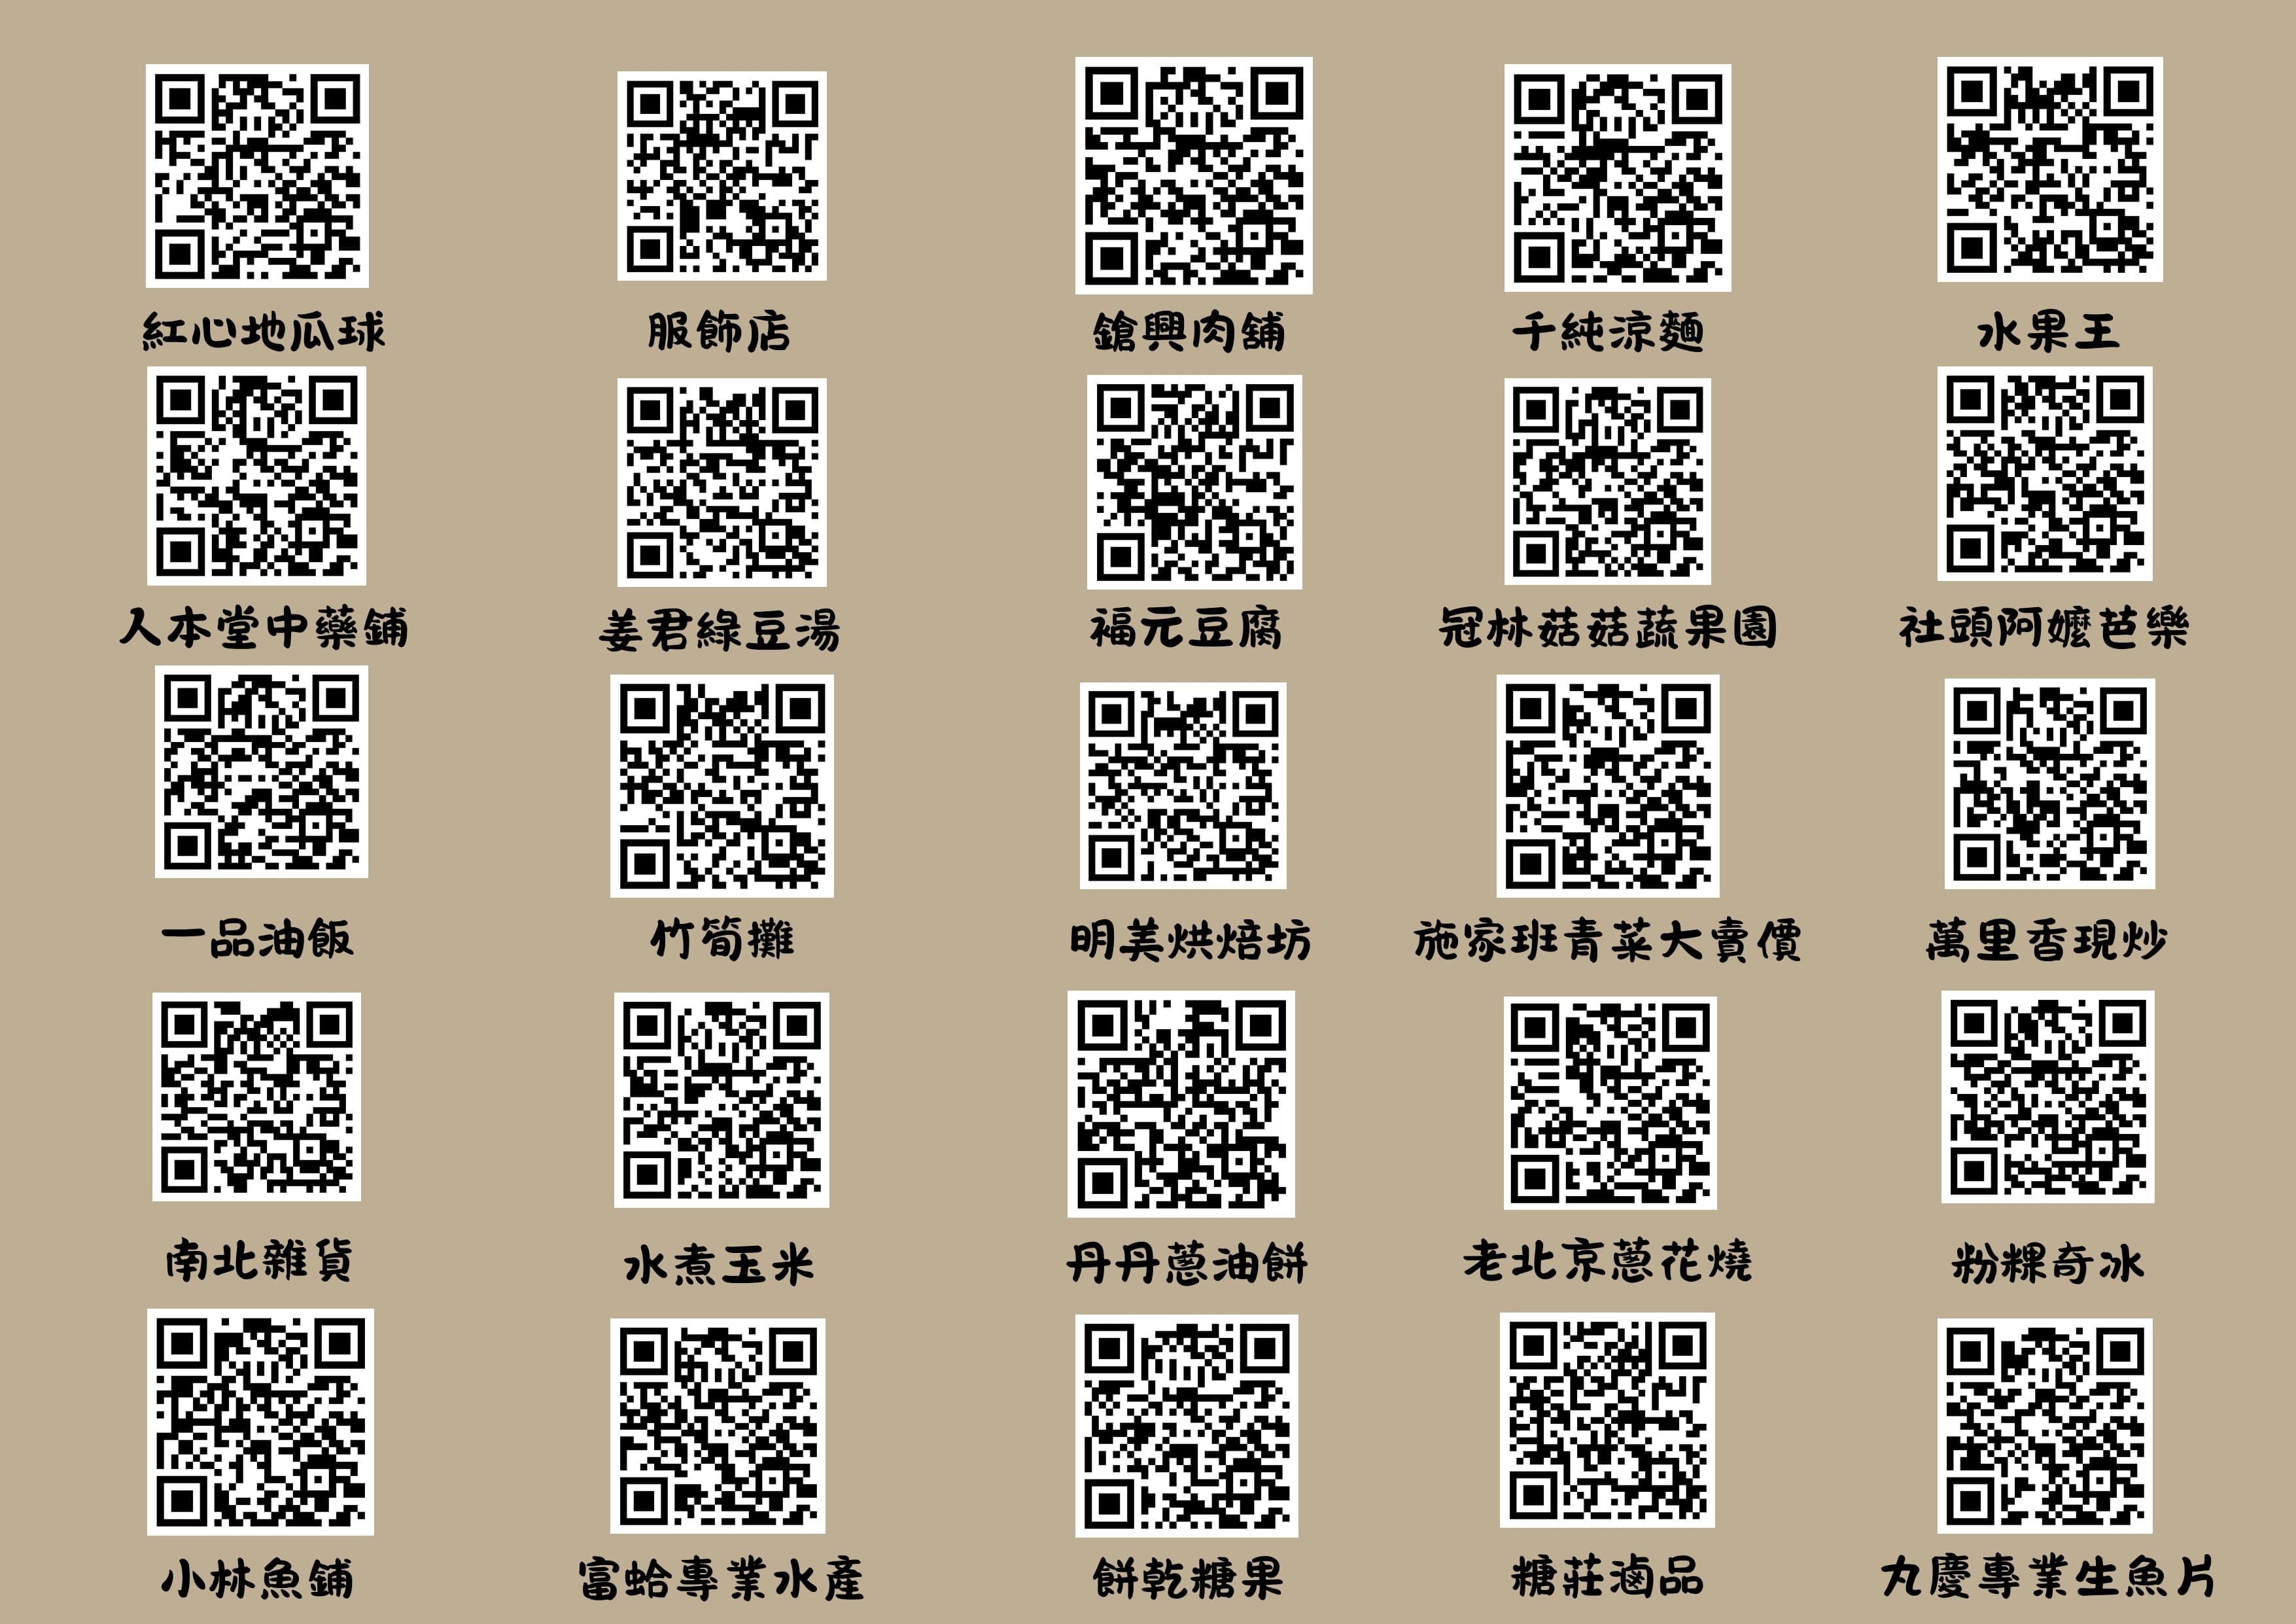 紅心地瓜球
服飾店
鎗興肉舖
千純涼麵
水果王
人本堂中藥鋪
姜君綠豆湯
福元豆腐
冠林菇菇蔬果園
社頭阿嬤芭樂
一品油飯
竹筍攤
明美烘焙坊
施家班青菜大賣價
萬里香現炒
南北雜貨
水煮玉米
丹丹蔥油餅
老北京蔥花燒
粉粿奇冰
小林魚鋪
富蛤專業水產
餅乾糖果
糖莊滷品
丸慶專業生魚片